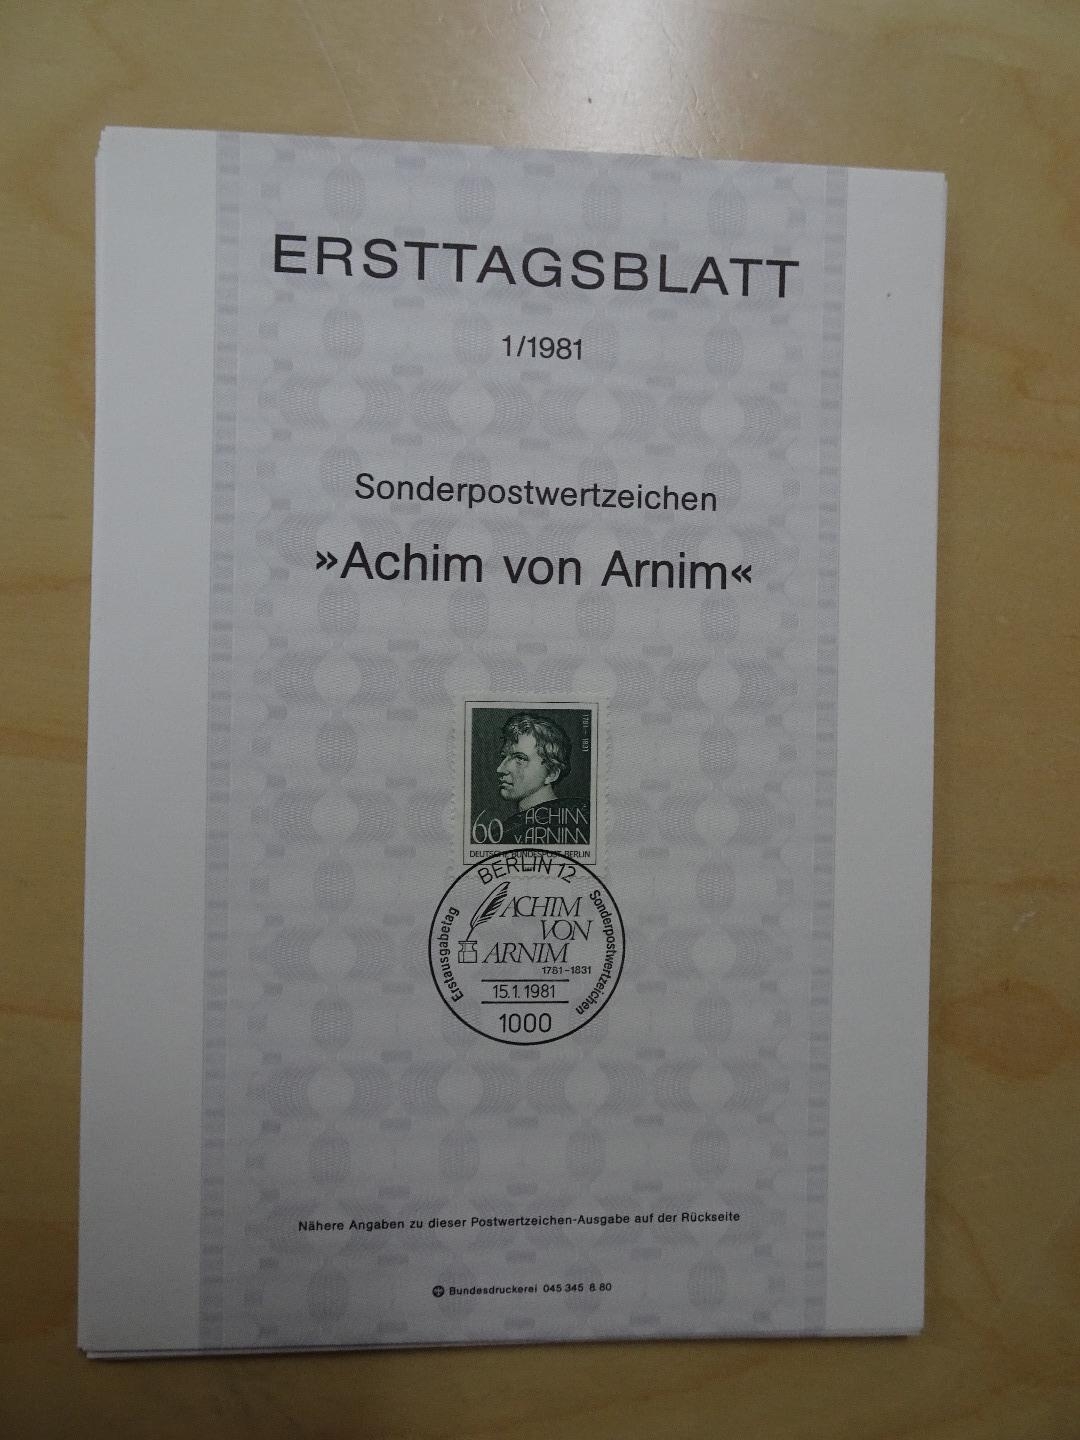 ERSTTAGSBLATT
1/1981
Sonderpostwertzeichen
»Achim von Arnim«
1781 - 1831
60 ACHIM
v. ARNIM
DEUTSCHE BUNDESPOST BERLIN
BERLIN 12
Erstausgabetag
Sonderpostwertzeichen
ACHIM
VON
ARNIM
1781-1831
15.1.1981
1000
Nähere Angaben zu dieser Postwertzeichen-Ausgabe auf der Rückseite
Bundesdruckerei 045 345 8.80